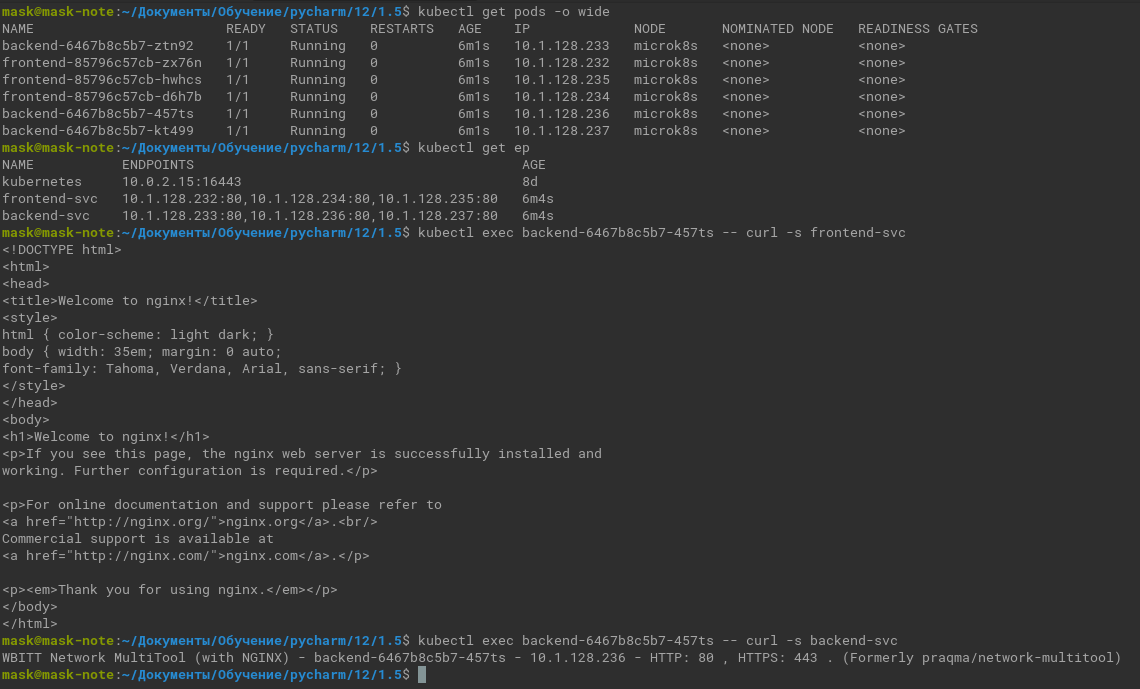 mask@mask-note:~/Документы/Обучение/pycharm/12/1.5$ kubectl get pods -o wide
NAME                        READY   STATUS    RESTARTS   AGE    IP             NODE       NOMINATED NODE   READINESS GATES
backend-6467b8c5b7-ztn92    1/1     Running   0          6m1s   10.1.128.233   microk8s   <none>           <none>
frontend-85796c57cb-zx76n   1/1     Running   0          6m1s   10.1.128.232   microk8s   <none>           <none>
frontend-85796c57cb-hwhcs   1/1     Running   0          6m1s   10.1.128.235   microk8s   <none>           <none>
frontend-85796c57cb-d6h7b   1/1     Running   0          6m1s   10.1.128.234   microk8s   <none>           <none>
backend-6467b8c5b7-457ts    1/1     Running   0          6m1s   10.1.128.236   microk8s   <none>           <none>
backend-6467b8c5b7-kt499    1/1     Running   0          6m1s   10.1.128.237   microk8s   <none>           <none>
mask@mask-note:~/Документы/Обучение/pycharm/12/1.5$ kubectl get ep
NAME           ENDPOINTS                                         AGE
kubernetes     10.0.2.15:16443                                   8d
frontend-svc   10.1.128.232:80,10.1.128.234:80,10.1.128.235:80   6m4s
backend-svc    10.1.128.233:80,10.1.128.236:80,10.1.128.237:80   6m4s
mask@mask-note:~/Документы/Обучение/pycharm/12/1.5$ kubectl exec backend-6467b8c5b7-457ts -- curl -s frontend-svc
<!DOCTYPE html>
<html>
<head>
<title>Welcome to nginx!</title>
<style>
html { color-scheme: light dark; }
body { width: 35em; margin: 0 auto;
font-family: Tahoma, Verdana, Arial, sans-serif; }
</style>
</head>
<body>
<h1>Welcome to nginx!</h1>
<p>If you see this page, the nginx web server is successfully installed and
working. Further configuration is required.</p>

<p>For online documentation and support please refer to
<a href="http://nginx.org/">nginx.org</a>.<br/>
Commercial support is available at
<a href="http://nginx.com/">nginx.com</a>.</p>

<p><em>Thank you for using nginx.</em></p>
</body>
</html>
mask@mask-note:~/Документы/Обучение/pycharm/12/1.5$ kubectl exec backend-6467b8c5b7-457ts -- curl -s backend-svc
WBITT Network MultiTool (with NGINX) - backend-6467b8c5b7-457ts - 10.1.128.236 - HTTP: 80 , HTTPS: 443 . (Formerly praqma/network-multitool)
mask@mask-note:~/Документы/Обучение/pycharm/12/1.5$